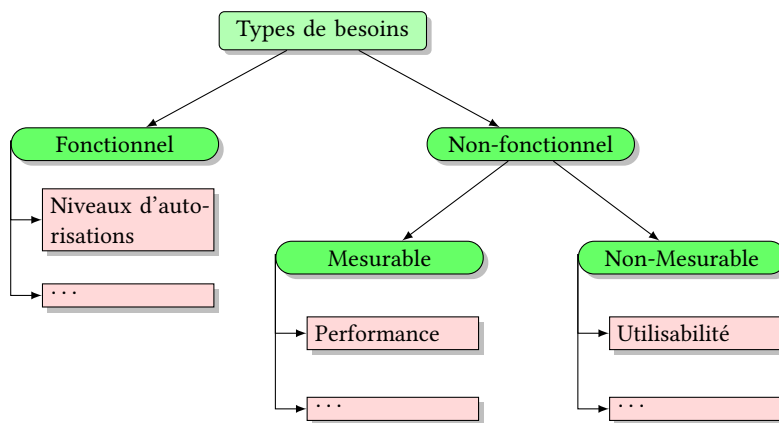 Types de besoins
Fonctionnel
Non-fonctionnel
Niveaux d'auto-
risations
Mesurable
Non-Mesurable
· · ·
Performance
Utilisabilité
· · ·
· · ·